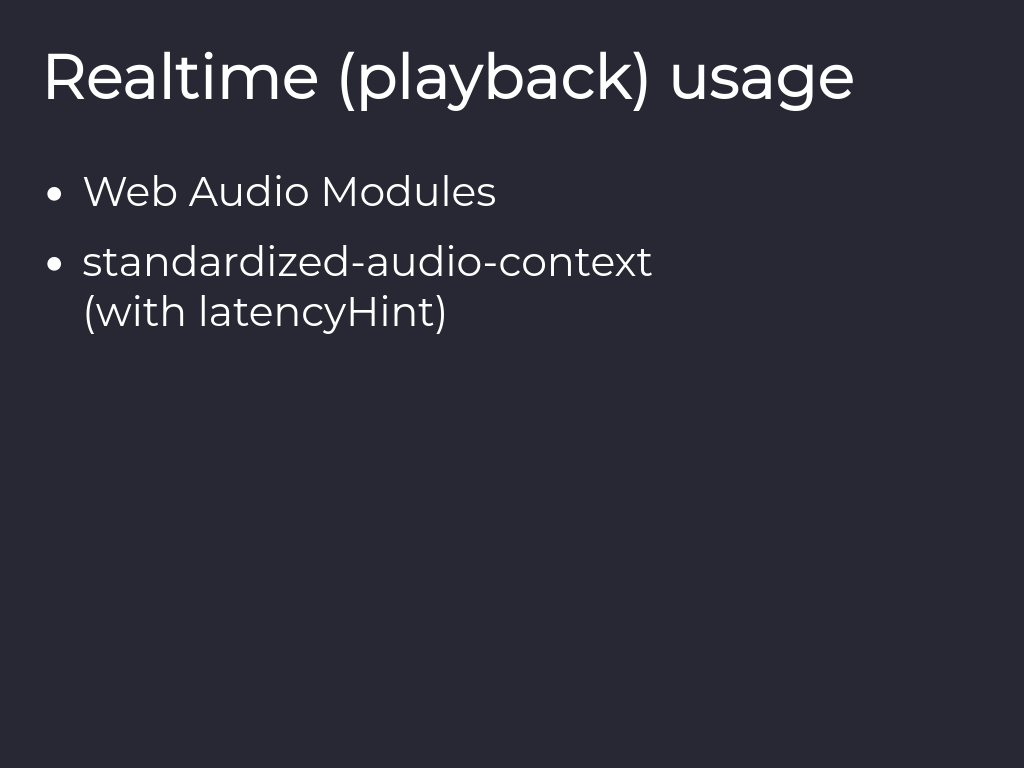 Realtime (playback) usage
• Web Audio Modules
• standardized-audio-context
(with latencyHint)